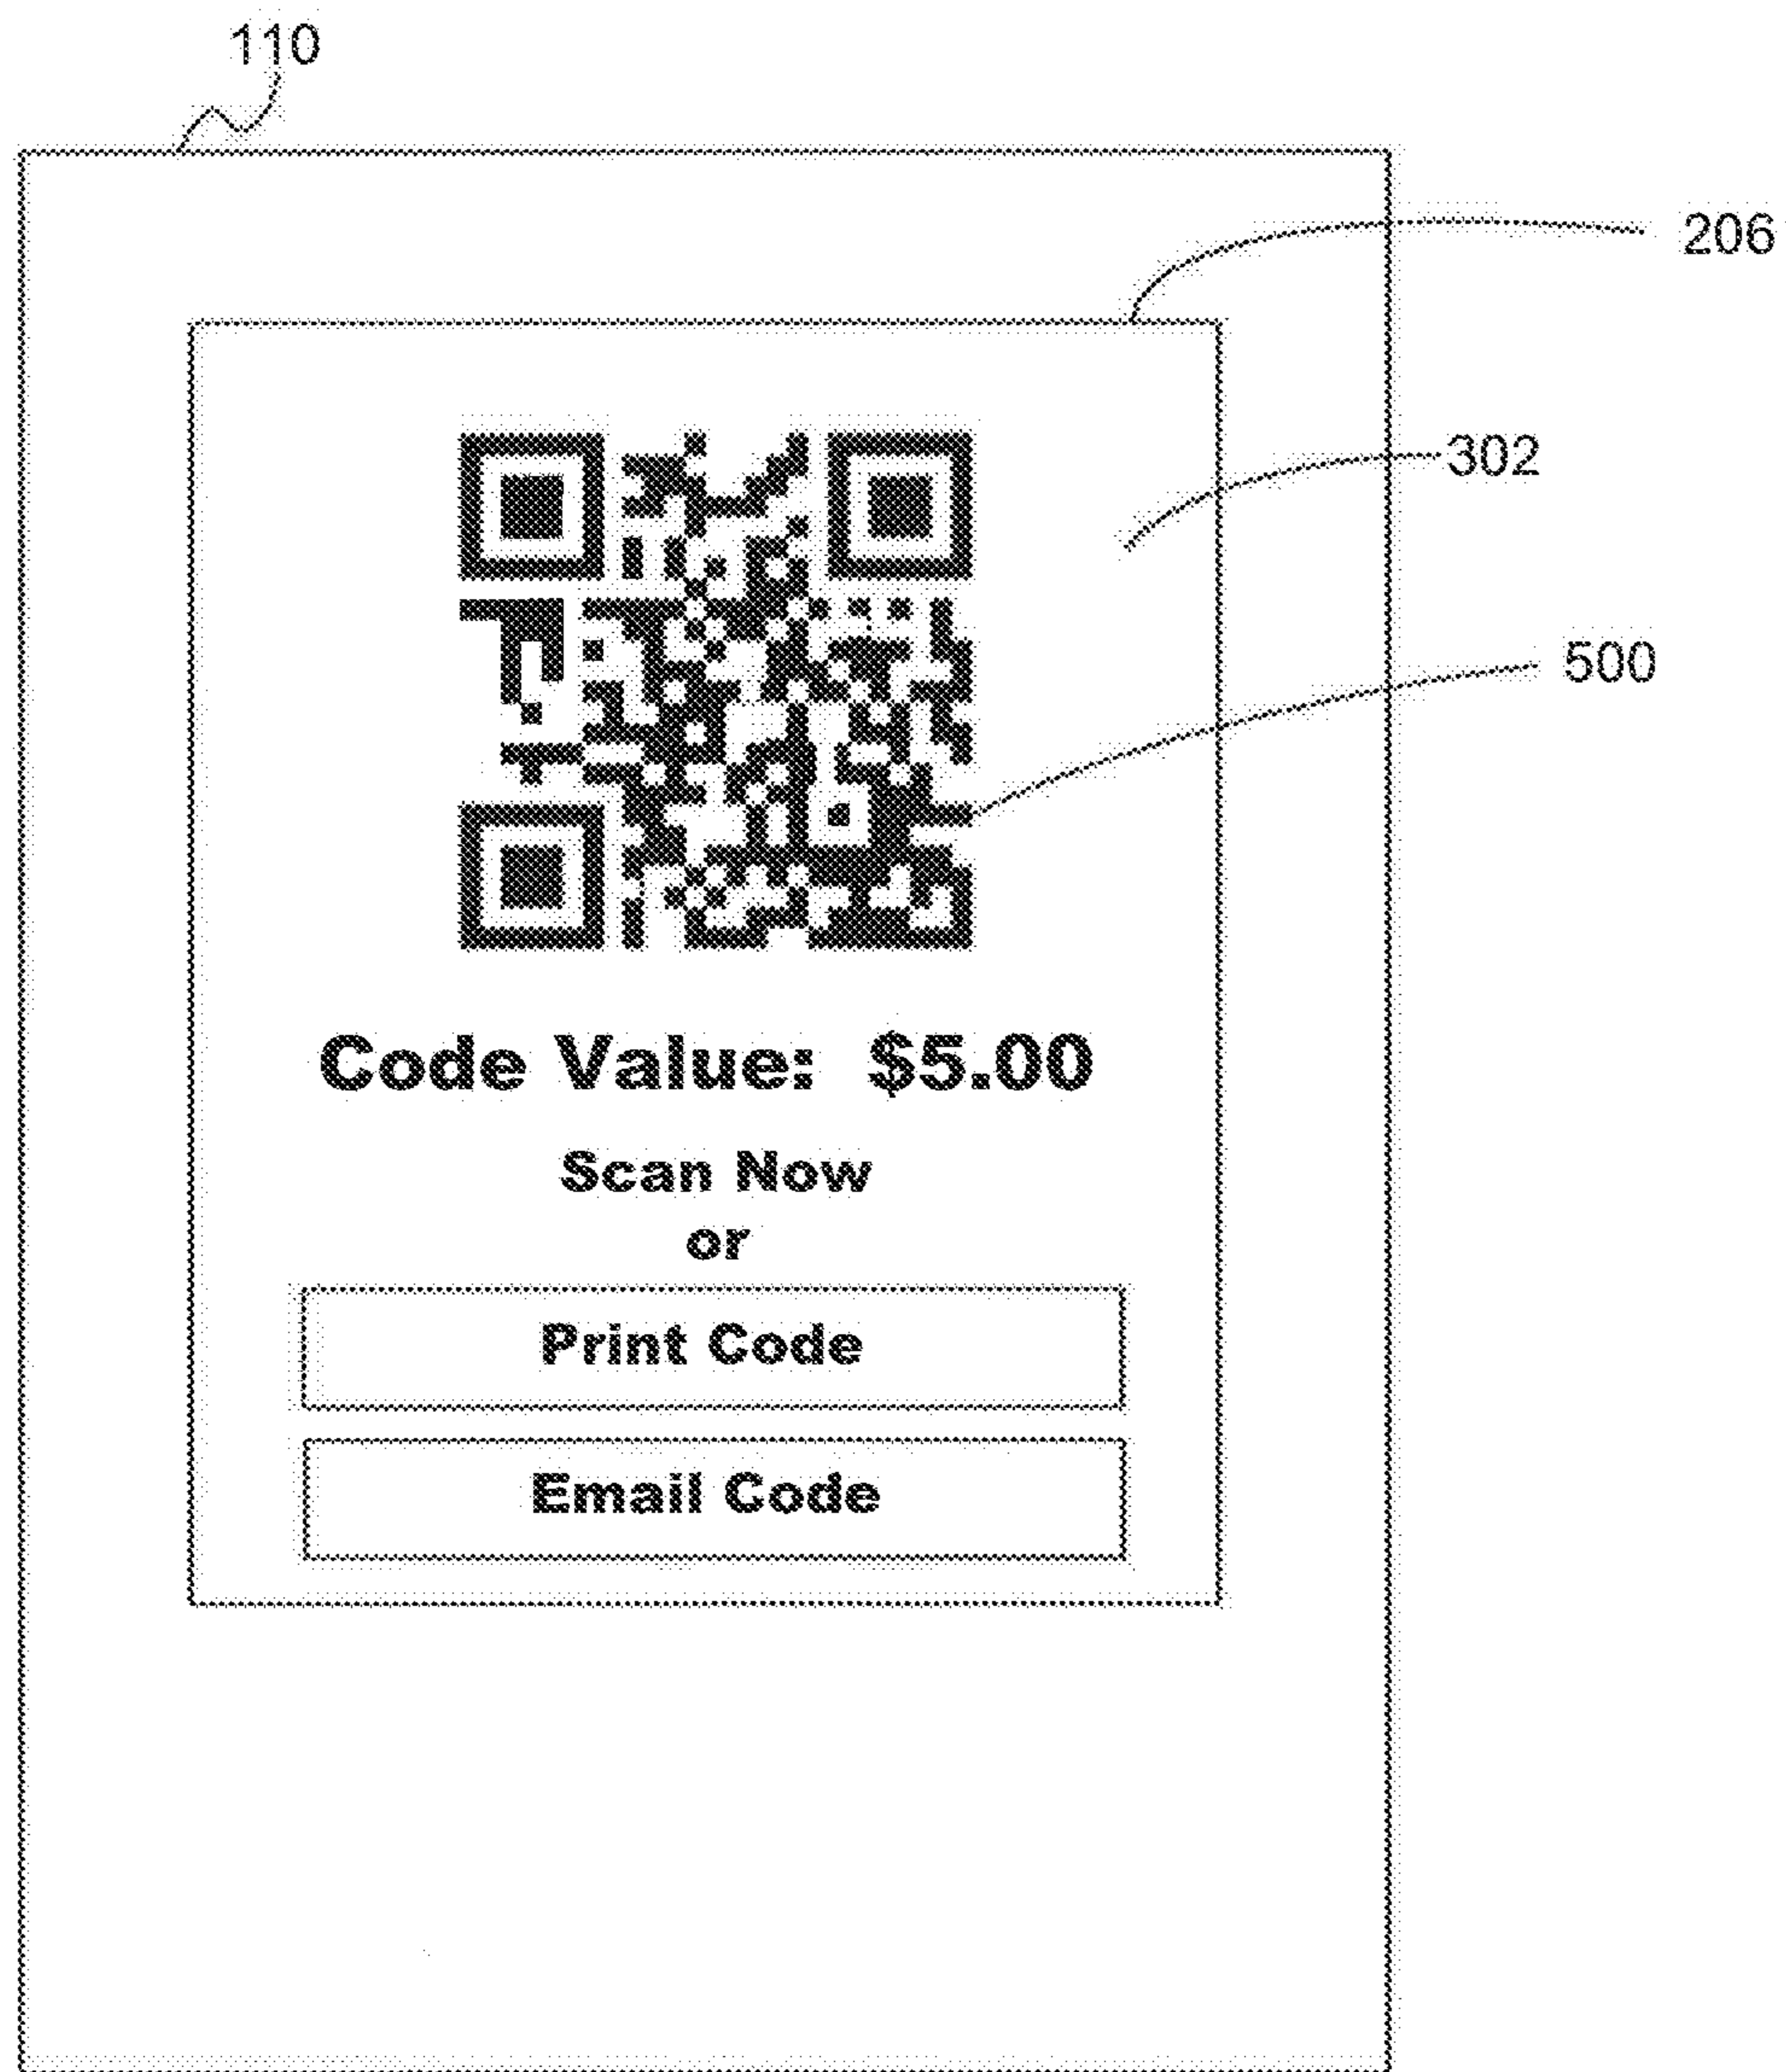 110
206
302
500
Code Value: $5.00
Scan Now
or
Print Code
Email Code